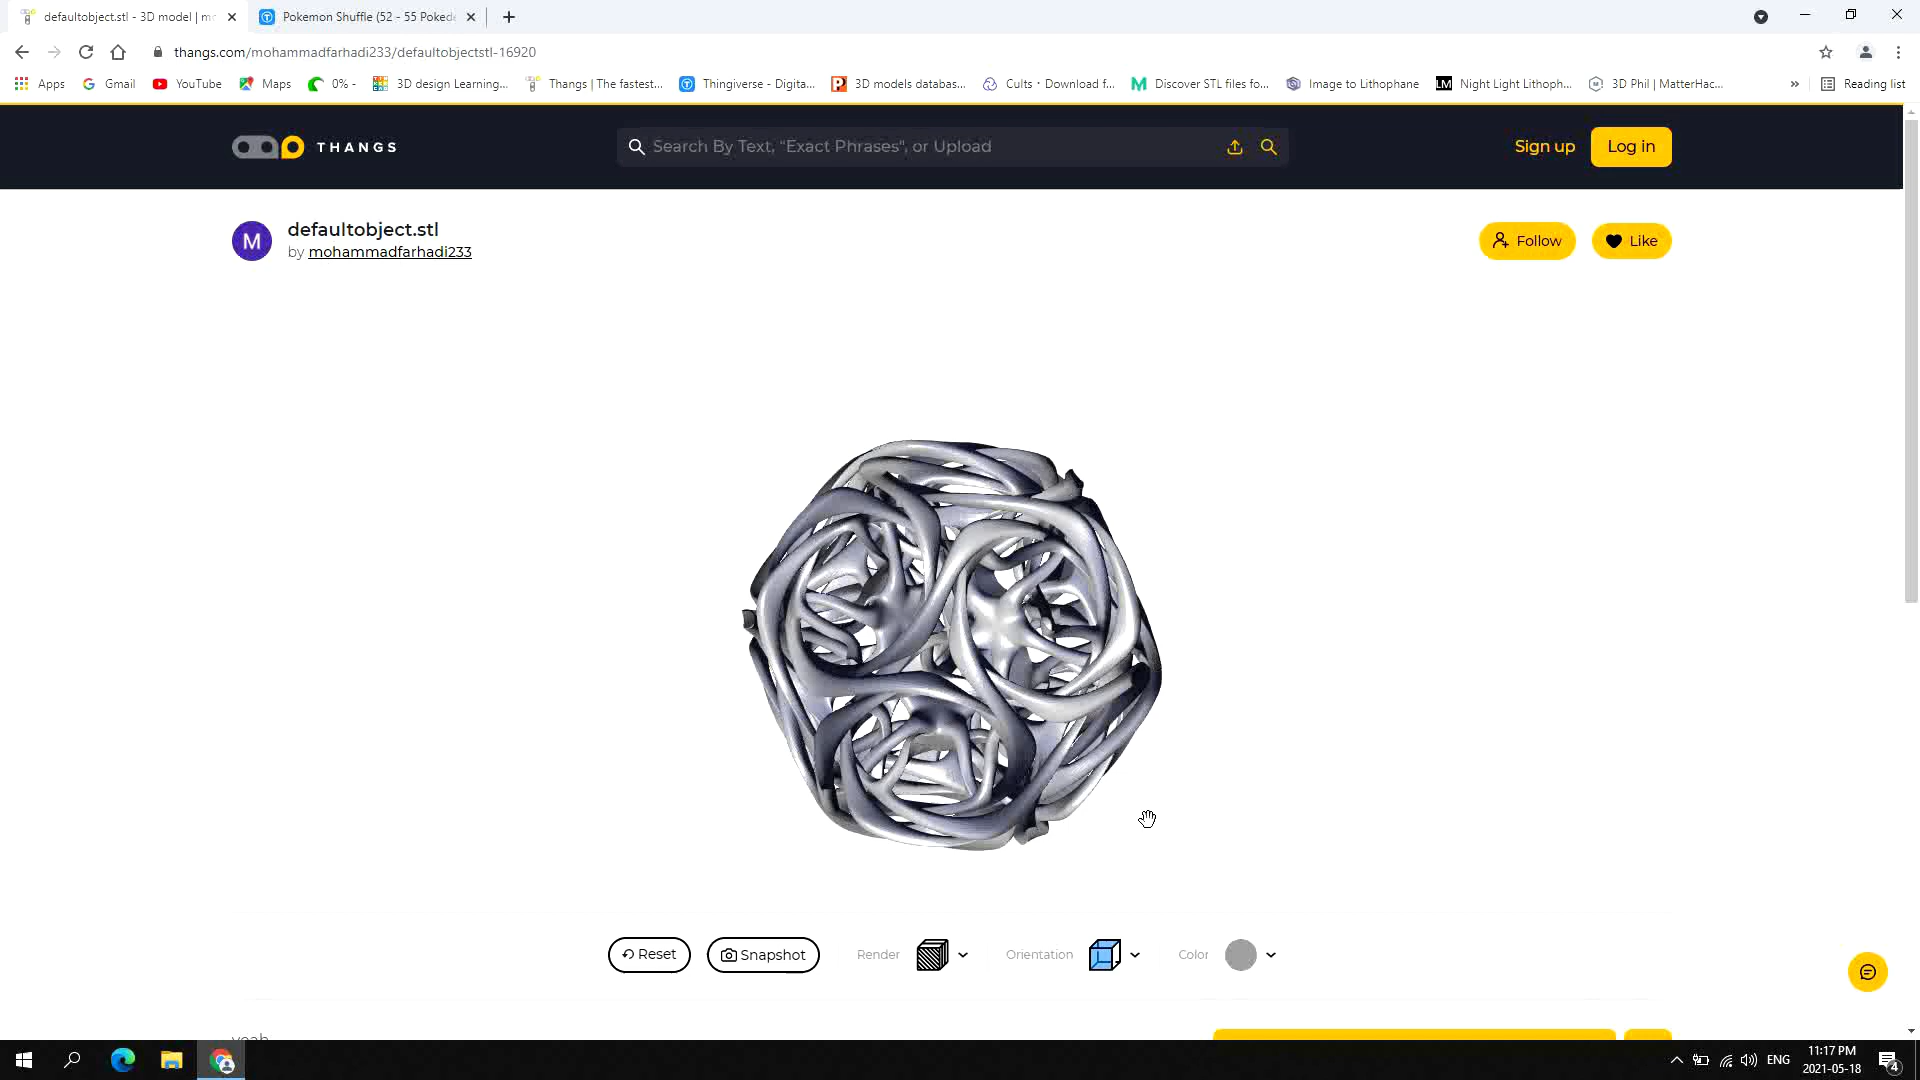 defaultobject.stl - 3D model | m
Pokemon Shuffle (52 - 55 Poked
thangs.com/mohammadfarhadi233/defaultobjectstl-16920
Apps Gmail YouTube Maps 0% - 3D design Learning... Thangs | The fastest... Thingiverse - Digita... 3D models databas... Cults · Download f... Discover STL files fo... Image to Lithophane LM Night Light Lithoph... 3D Phil | MatterHac... » Reading list
THANGS
Search By Text, "Exact Phrases", or Upload
Sign up
Log in
M
defaultobject.stl
by mohammadfarhadi233
Follow
Like
Reset
Snapshot
Render
Orientation
Color
yeah
ENG
11:17 PM
2021-05-18
4